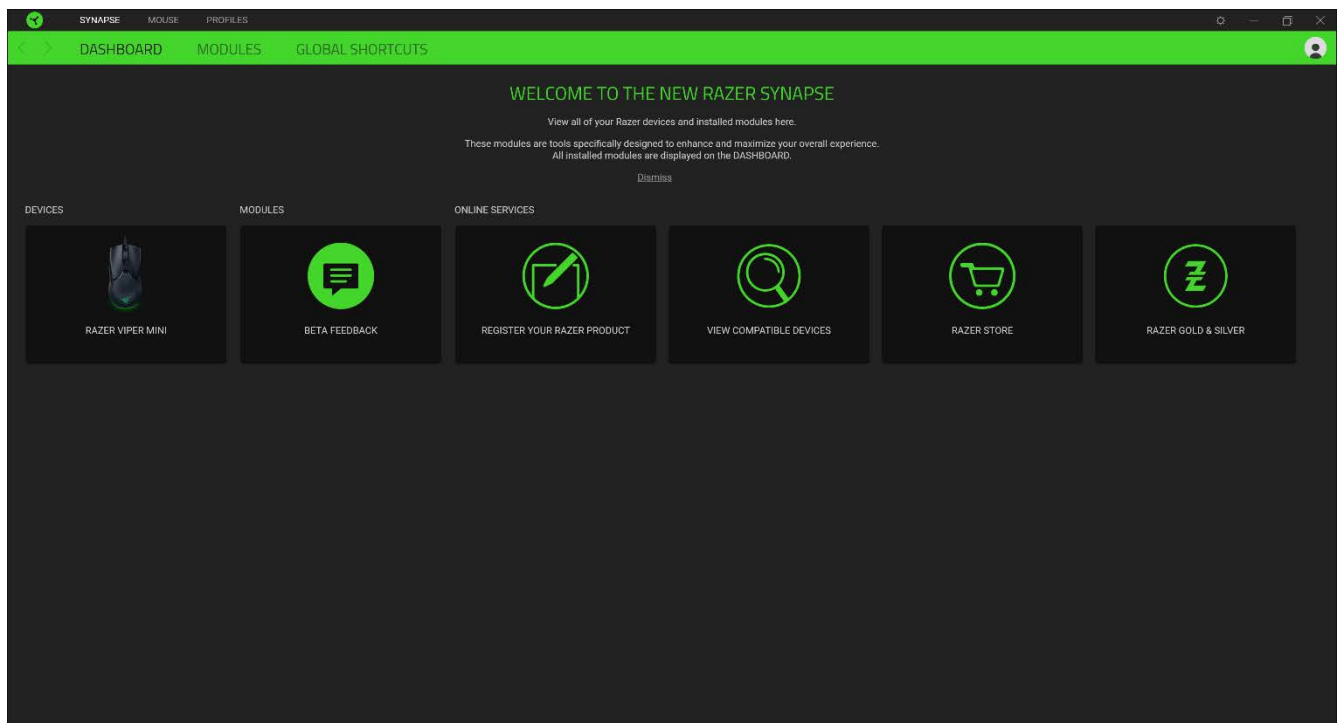 SYNAPSE MOUSE PROFILES
DASHBOARD MODULES GLOBAL SHORTCUTS
WELCOME TO THE NEW RAZER SYNAPSE
View all of your Razer devices and installed modules here.
These modules are tools specifically designed to enhance and maximize your overall experience.
All installed modules are displayed on the DASHBOARD.
Dismiss
DEVICES MODULES ONLINE SERVICES
RAZER VIPER MINI BETA FEEDBACK REGISTER YOUR RAZER PRODUCT VIEW COMPATIBLE DEVICES RAZER STORE RAZER GOLD & SILVER